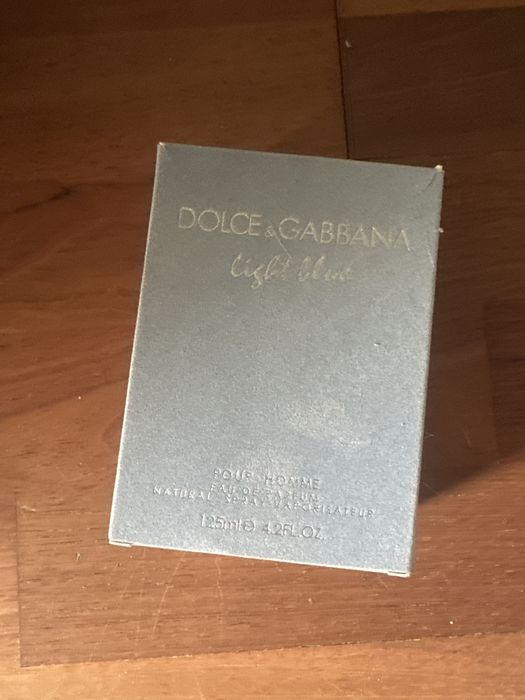 DOLCE & GABBANA
light blue
POUR HOMME
EAU DE PARFUM
NATURAL SPRAY VAPORISATEUR
125ml℮ 4.2FL.OZ.